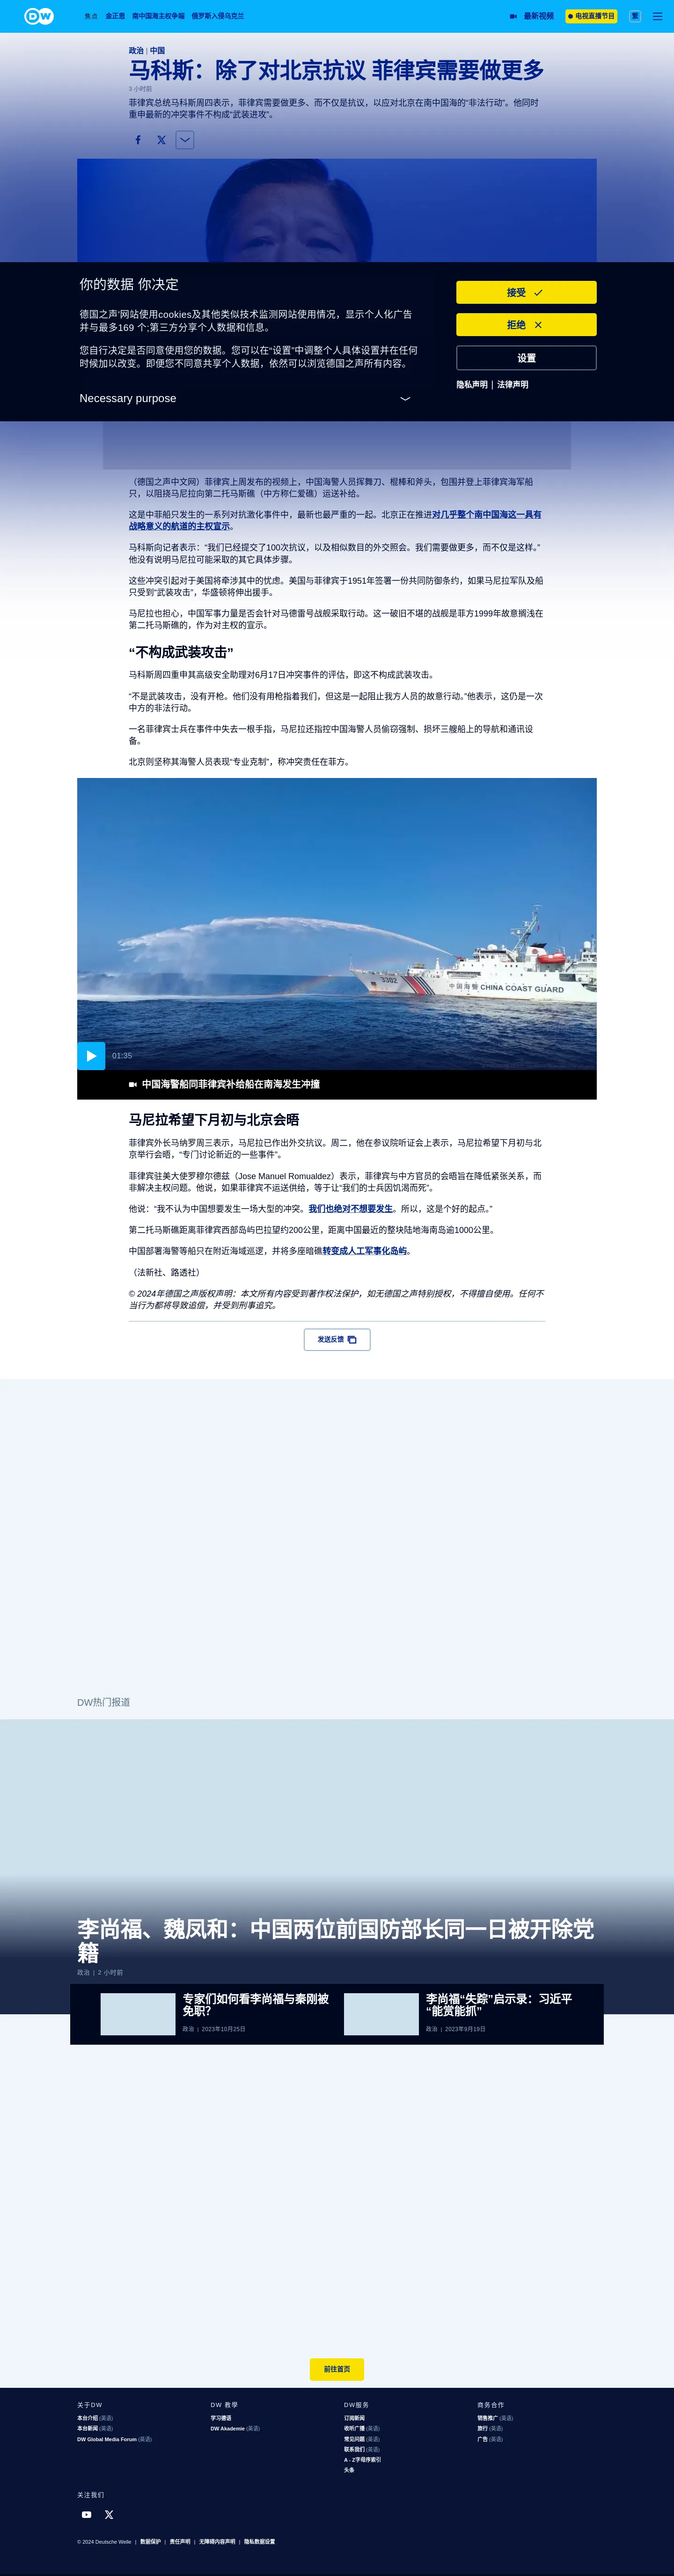 DW
焦点 金正恩 南中国海主权争端 俄罗斯入侵乌克兰
最新视频 电视直播节目 繁
政治 | 中国
马科斯：除了对北京抗议 菲律宾需要做更多
3 小时前
菲律宾总统马科斯周四表示，菲律宾需要做更多、而不仅是抗议，以应对北京在南中国海的“非法行动”。他同时
重申最新的冲突事件不构成“武装进攻”。
你的数据 你决定
德国之声'网站使用cookies及其他类似技术监测网站使用情况，显示个人化广告
并与最多169 个;第三方分享个人数据和信息。
您自行决定是否同意使用您的数据。您可以在“设置”中调整个人具体设置并在任何
时候加以改变。即便您不同意共享个人数据，依然可以浏览德国之声所有内容。
Necessary purpose
接受
拒绝
设置
隐私声明 | 法律声明
（德国之声中文网）菲律宾上周发布的视频上，中国海警人员挥舞刀、棍棒和斧头，包围并登上菲律宾海军船
只，以阻挠马尼拉向第二托马斯礁（中方称仁爱礁）运送补给。
这是中菲船只发生的一系列对抗激化事件中，最新也最严重的一起。北京正在推进对几乎整个南中国海这一具有
战略意义的航道的主权宣示。
马科斯向记者表示：“我们已经提交了100次抗议，以及相似数目的外交照会。我们需要做更多，而不仅是这样。”
他没有说明马尼拉可能采取的其它具体步骤。
这些冲突引起对于美国将牵涉其中的忧虑。美国与菲律宾于1951年签署一份共同防御条约，如果马尼拉军队及船
只受到“武装攻击”，华盛顿将伸出援手。
马尼拉也担心，中国军事力量是否会针对马德雷号战舰采取行动。这一破旧不堪的战舰是菲方1999年故意搁浅在
第二托马斯礁的，作为对主权的宣示。
“不构成武装攻击”
马科斯周四重申其高级安全助理对6月17日冲突事件的评估，即这不构成武装攻击。
“不是武装攻击，没有开枪。他们没有用枪指着我们，但这是一起阻止我方人员的故意行动。”他表示，这仍是一次
中方的非法行动。
一名菲律宾士兵在事件中失去一根手指，马尼拉还指控中国海警人员偷窃强制、损坏三艘船上的导航和通讯设
备。
北京则坚称其海警人员表现“专业克制”，称冲突责任在菲方。
3302 中国海警 CHINA COAST GUARD
01:35
中国海警船同菲律宾补给船在南海发生冲撞
马尼拉希望下月初与北京会晤
菲律宾外长马纳罗周三表示，马尼拉已作出外交抗议。周二，他在参议院听证会上表示，马尼拉希望下月初与北
京举行会晤，“专门讨论新近的一些事件”。
菲律宾驻美大使罗穆尔德兹（Jose Manuel Romualdez）表示，菲律宾与中方官员的会晤旨在降低紧张关系，而
非解决主权问题。他说，如果菲律宾不运送供给，等于让“我们的士兵因饥渴而死”。
他说：“我不认为中国想要发生一场大型的冲突。我们也绝对不想要发生。所以，这是个好的起点。”
第二托马斯礁距离菲律宾西部岛屿巴拉望约200公里，距离中国最近的整块陆地海南岛逾1000公里。
中国部署海警等船只在附近海域巡逻，并将多座暗礁转变成人工军事化岛屿。
（法新社、路透社）
© 2024年德国之声版权声明：本文所有内容受到著作权法保护，如无德国之声特别授权，不得擅自使用。任何不
当行为都将导致追偿，并受到刑事追究。
发送反馈
DW热门报道
李尚福、魏凤和：中国两位前国防部长同一日被开除党
籍
政治 | 2 小时前
专家们如何看李尚福与秦刚被
免职？
政治 | 2023年10月25日
李尚福“失踪”启示录：习近平
“能赏能抓”
政治 | 2023年9月19日
前往首页
关于DW
本台介绍 (英语)
本台新闻 (英语)
DW Global Media Forum (英语)
DW 教學
学习德语
DW Akademie (英语)
DW服务
订阅新闻
收听广播 (英语)
常见问题 (英语)
联系我们 (英语)
A - Z字母序索引
头条
商务合作
销售推广 (英语)
旅行 (英语)
广告 (英语)
关注我们
© 2024 Deutsche Welle | 数据保护 | 责任声明 | 无障碍内容声明 | 隐私数据设置